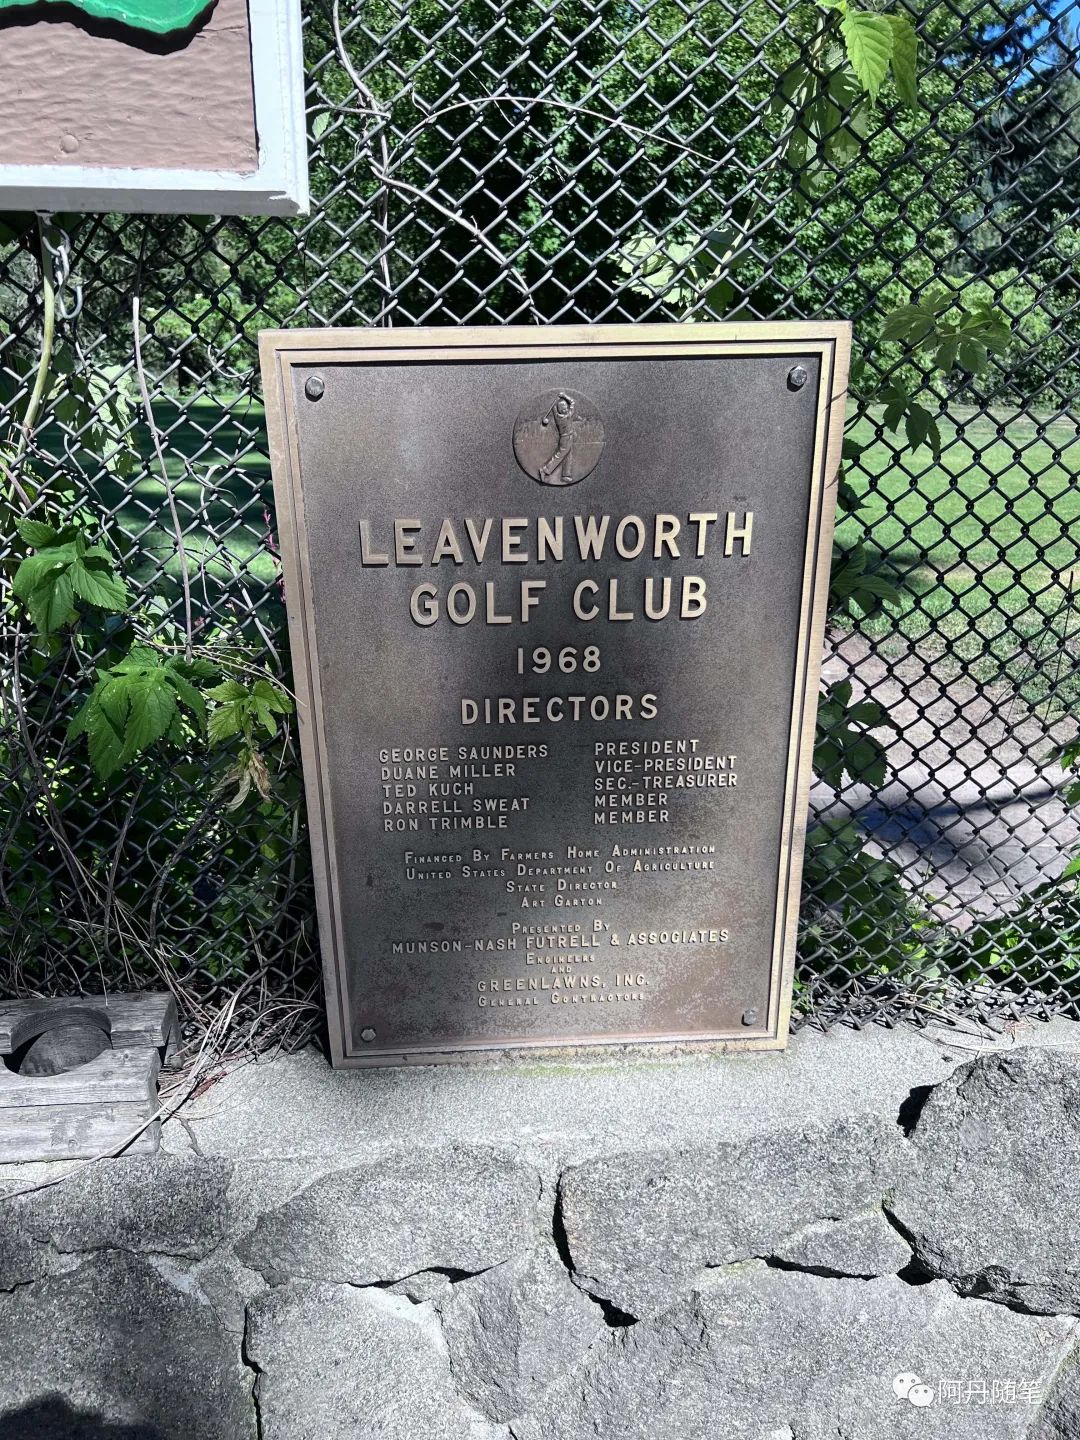 LEAVENWORTH
GOLF CLUB
1968
DIRECTORS
GEORGE SAUNDERS PRESIDENT
DUANE MILLER VICE-PRESIDENT
TED KUCH SEC.-TREASURER
DARRELL SWEAT MEMBER
RON TRIMBLE MEMBER
FINANCED BY FARMERS HOME ADMINISTRATION
UNITED STATES DEPARTMENT OF AGRICULTURE
STATE DIRECTOR
ART GARTON
PRESENTED BY
MUNSON-NASH FUTRELL & ASSOCIATES
ENGINEERS
AND
GREENLAWNS, INC.
GENERAL CONTRACTORS
阿丹随笔